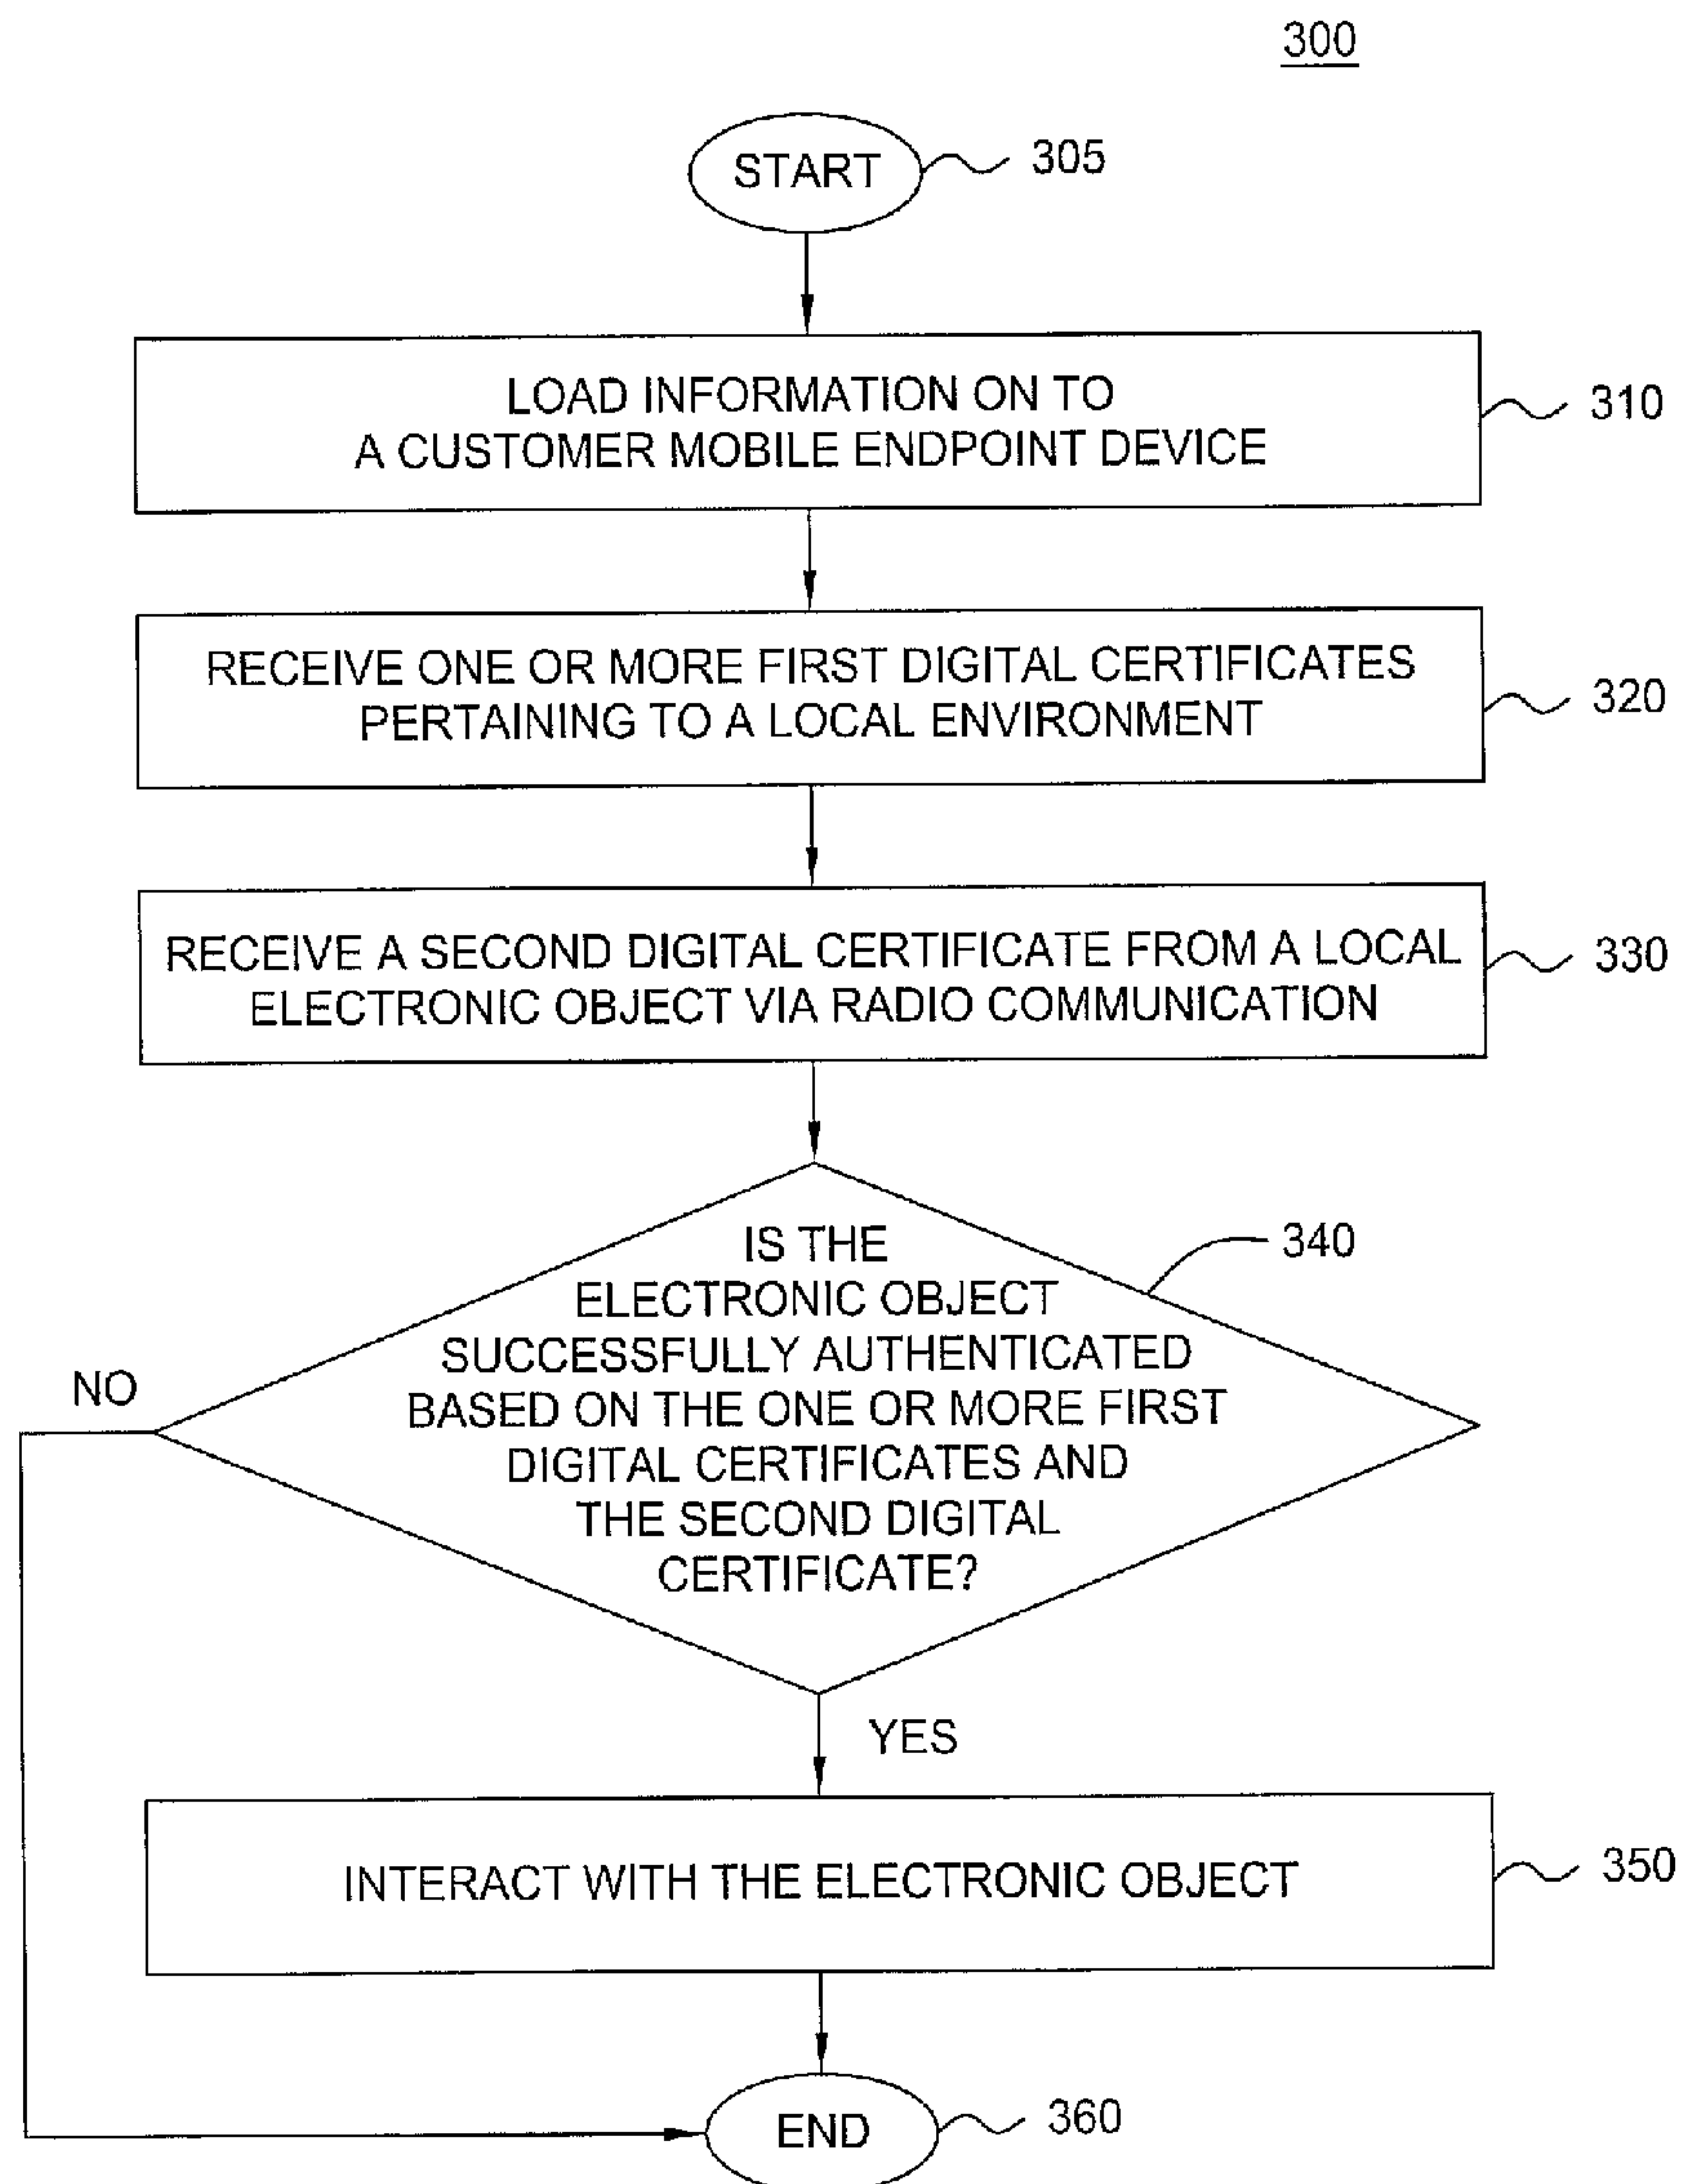 300
START
305
LOAD INFORMATION ON TO
A CUSTOMER MOBILE ENDPOINT DEVICE
310
RECEIVE ONE OR MORE FIRST DIGITAL CERTIFICATES
PERTAINING TO A LOCAL ENVIRONMENT
320
RECEIVE A SECOND DIGITAL CERTIFICATE FROM A LOCAL
ELECTRONIC OBJECT VIA RADIO COMMUNICATION
330
IS THE
ELECTRONIC OBJECT
SUCCESSFULLY AUTHENTICATED
BASED ON THE ONE OR MORE FIRST
DIGITAL CERTIFICATES AND
THE SECOND DIGITAL
CERTIFICATE?
340
NO
YES
INTERACT WITH THE ELECTRONIC OBJECT
350
END
360